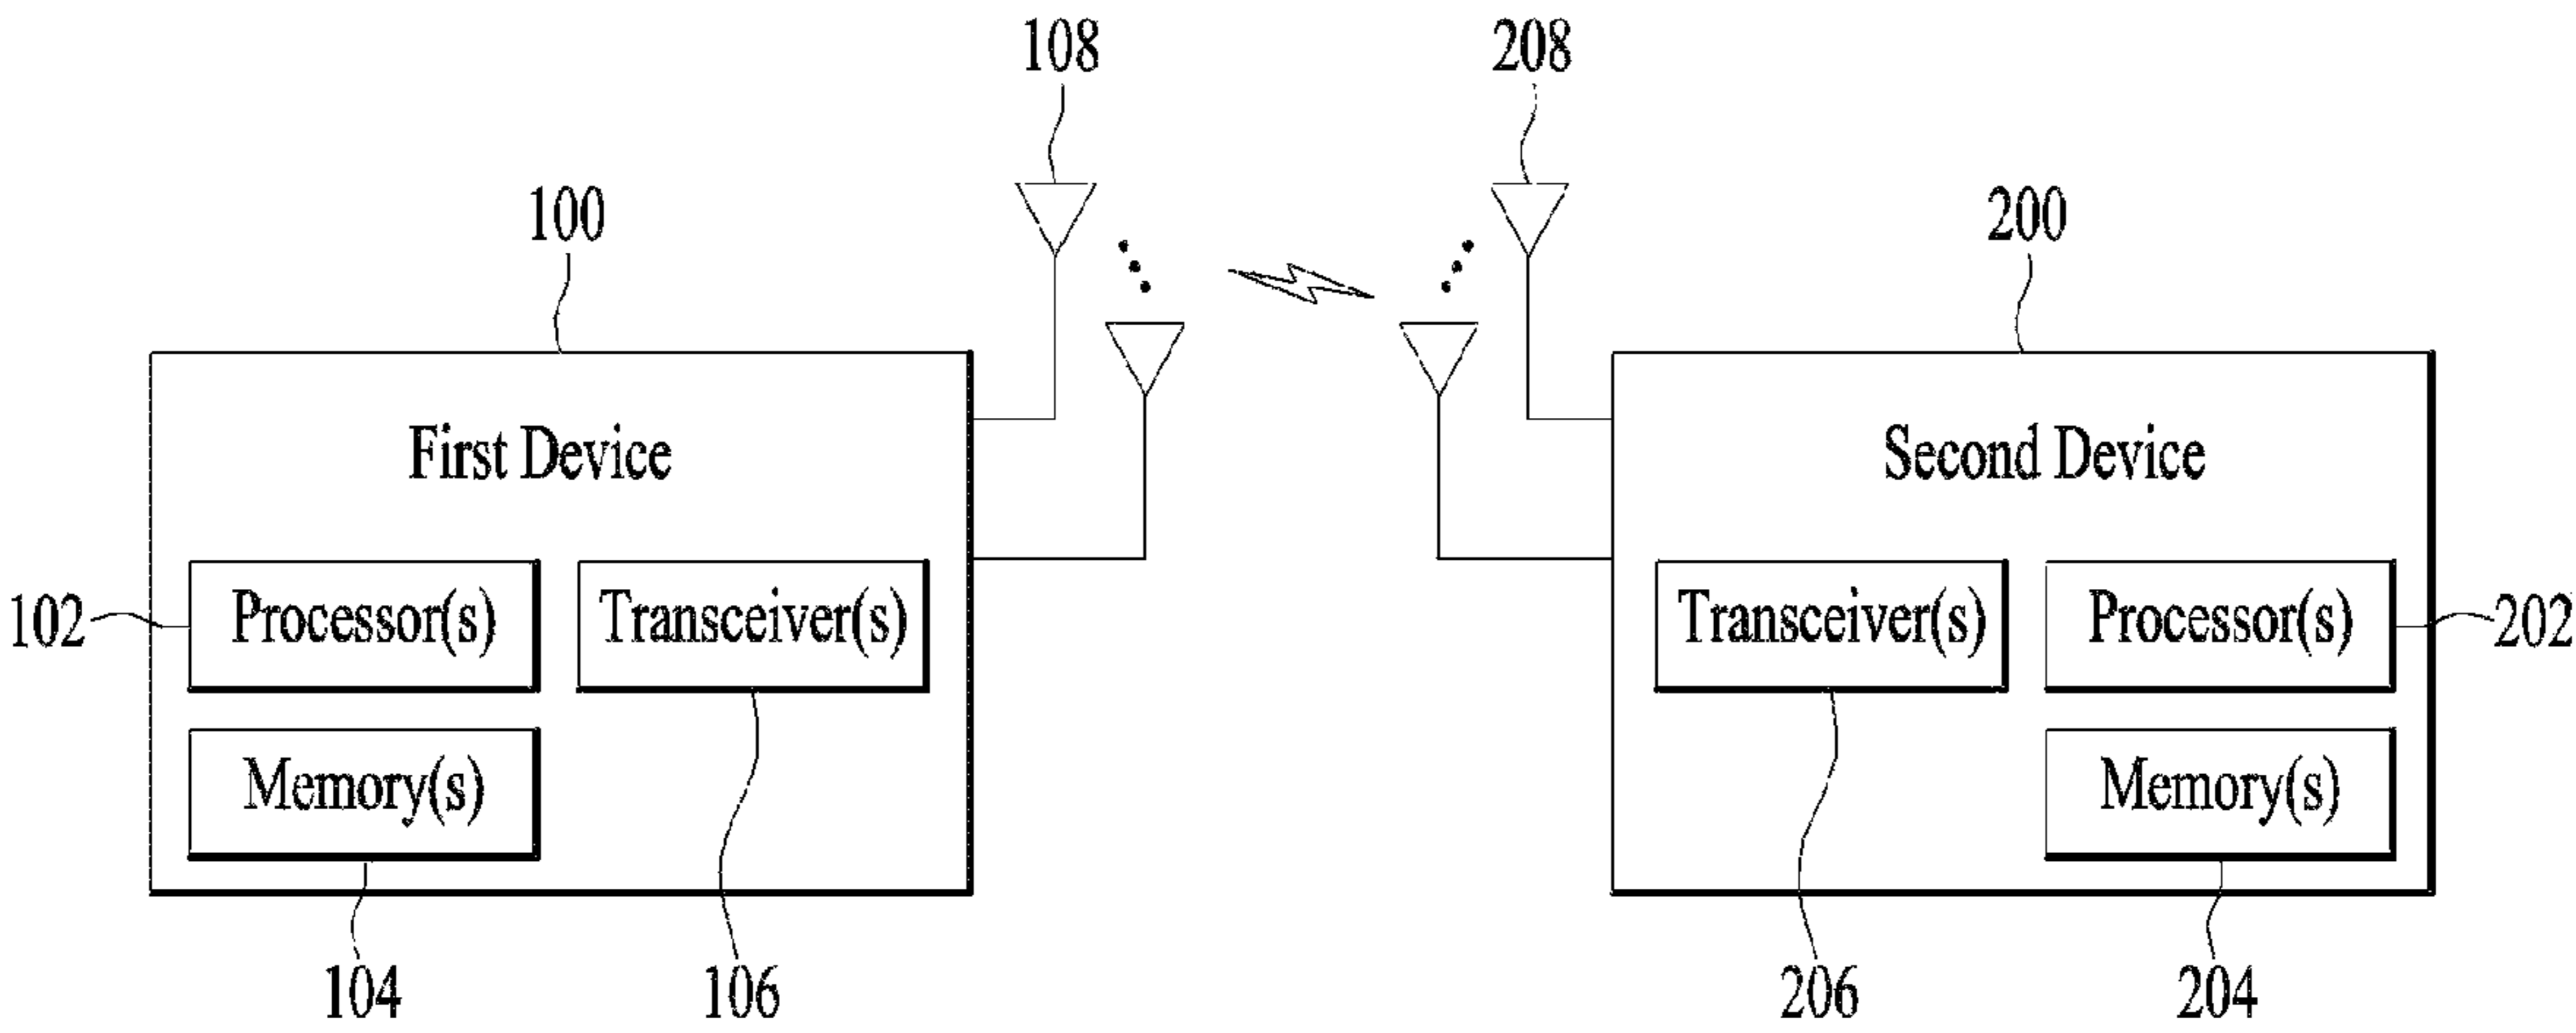 108 208
100 200
First Device Second Device
102 Processor(s) Transceiver(s) Transceiver(s) Processor(s) 202
Memory(s) Memory(s)
104 106 206 204